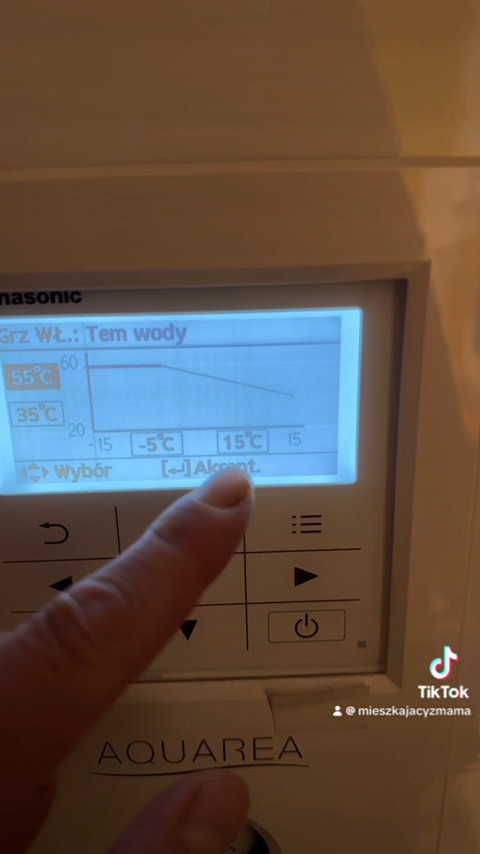 nasonic
Grz WŁ.: Tem wody
55°C
60
35°C
20
-15
-5°C
15°C
15
Wybór
[↵] Akcept.
TikTok
@mieszkajacyzmama
AQUAREA